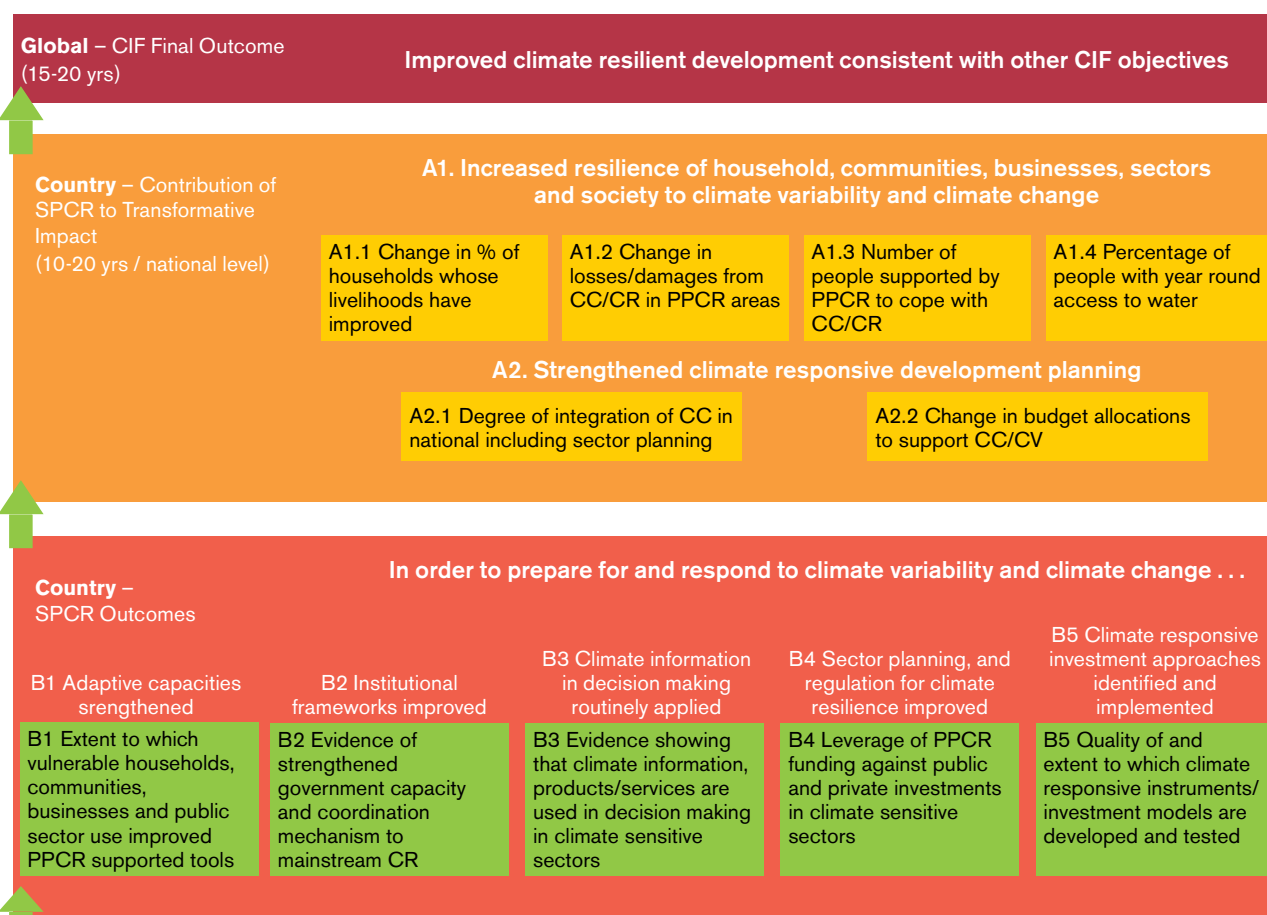 Global – CIF Final Outcome
(15-20 yrs)
Improved climate resilient development consistent with other CIF objectives
Country – Contribution of
SPCR to Transformative
Impact
(10-20 yrs / national level)
A1. Increased resilience of household, communities, businesses, sectors
and society to climate variability and climate change
A1.1 Change in % of
households whose
livelihoods have
improved
A1.2 Change in
losses/damages from
CC/CR in PPCR areas
A1.3 Number of
people supported by
PPCR to cope with
CC/CR
A1.4 Percentage of
people with year round
access to water
A2. Strengthened climate responsive development planning
A2.1 Degree of integration of CC in
national including sector planning
A2.2 Change in budget allocations
to support CC/CV
Country –
SPCR Outcomes
In order to prepare for and respond to climate variability and climate change . . .
B1 Adaptive capacities
srengthened
B2 Institutional
frameworks improved
B3 Climate information
in decision making
routinely applied
B4 Sector planning, and
regulation for climate
resilience improved
B5 Climate responsive
investment approaches
identified and
implemented
B1 Extent to which
vulnerable households,
communities,
businesses and public
sector use improved
PPCR supported tools
B2 Evidence of
strengthened
government capacity
and coordination
mechanism to
mainstream CR
B3 Evidence showing
that climate information,
products/services are
used in decision making
in climate sensitive
sectors
B4 Leverage of PPCR
funding against public
and private investments
in climate sensitive
sectors
B5 Quality of and
extent to which climate
responsive instruments/
investment models are
developed and tested